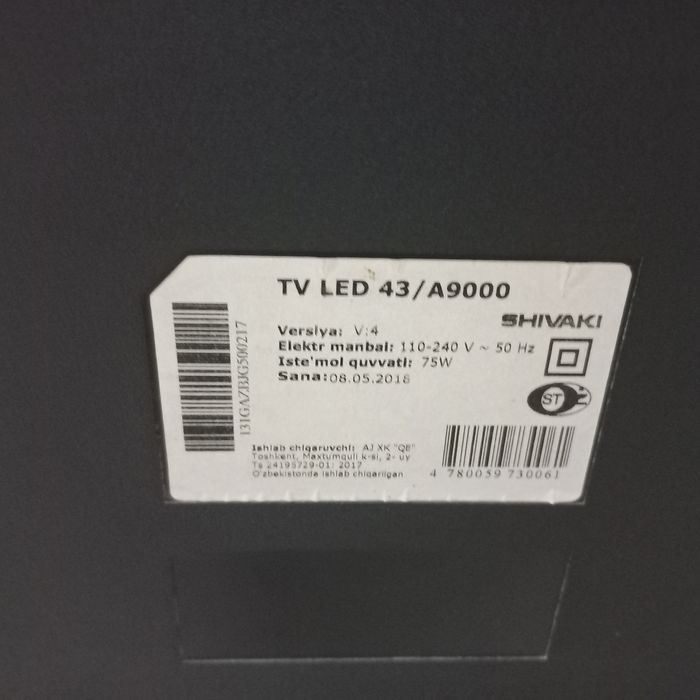 TV LED 43/A9000
SHIVAKI
Versiya: V:4
Elektr manbai: 110-240 V ~ 50 Hz
Iste'mol quvvati: 75W
Sana:08.05.2018
ST
131GAZBJG500217
Ishlab chiqaruvchi: AJ XK "QE"
Toshkent, Maxtumquli k-si, 2- uy
Ts 24195729-01: 2017
O'zbekistonda ishlab chiqarilgan
4 780059 730061